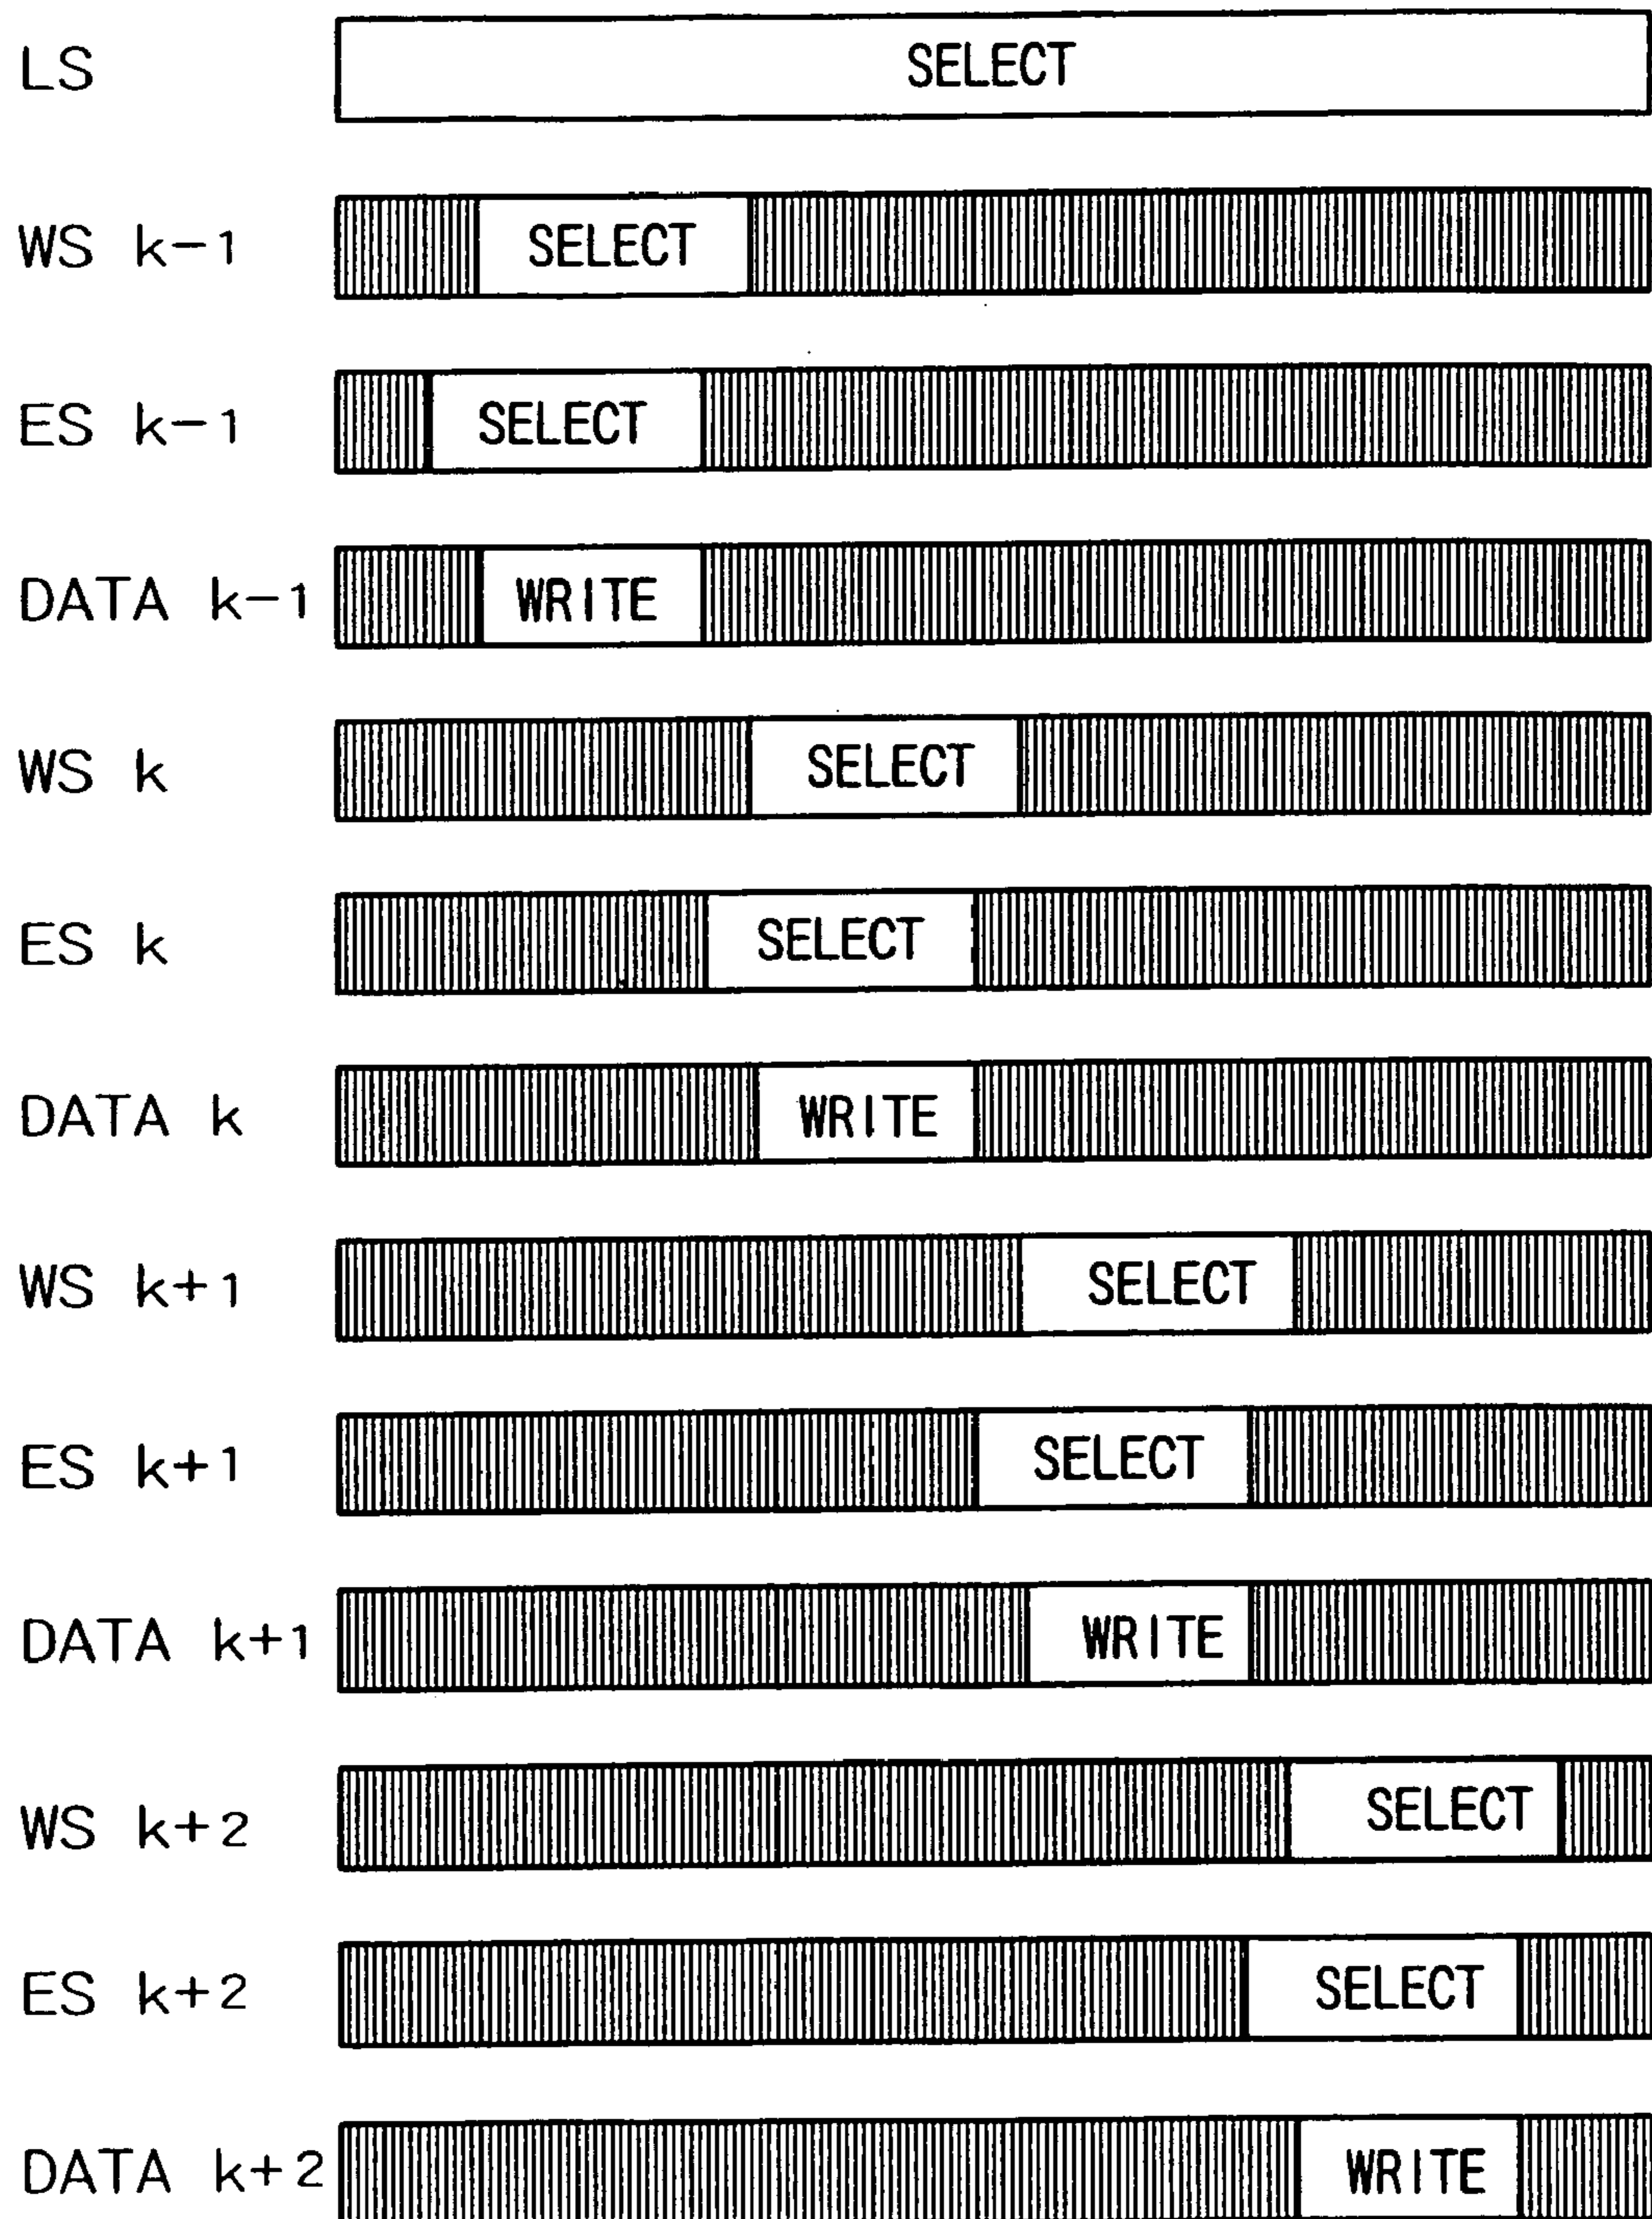 LS SELECT
WS k-1 SELECT
ES k-1 SELECT
DATA k-1 WRITE
WS k SELECT
ES k SELECT
DATA k WRITE
WS k+1 SELECT
ES k+1 SELECT
DATA k+1 WRITE
WS k+2 SELECT
ES k+2 SELECT
DATA k+2 WRITE